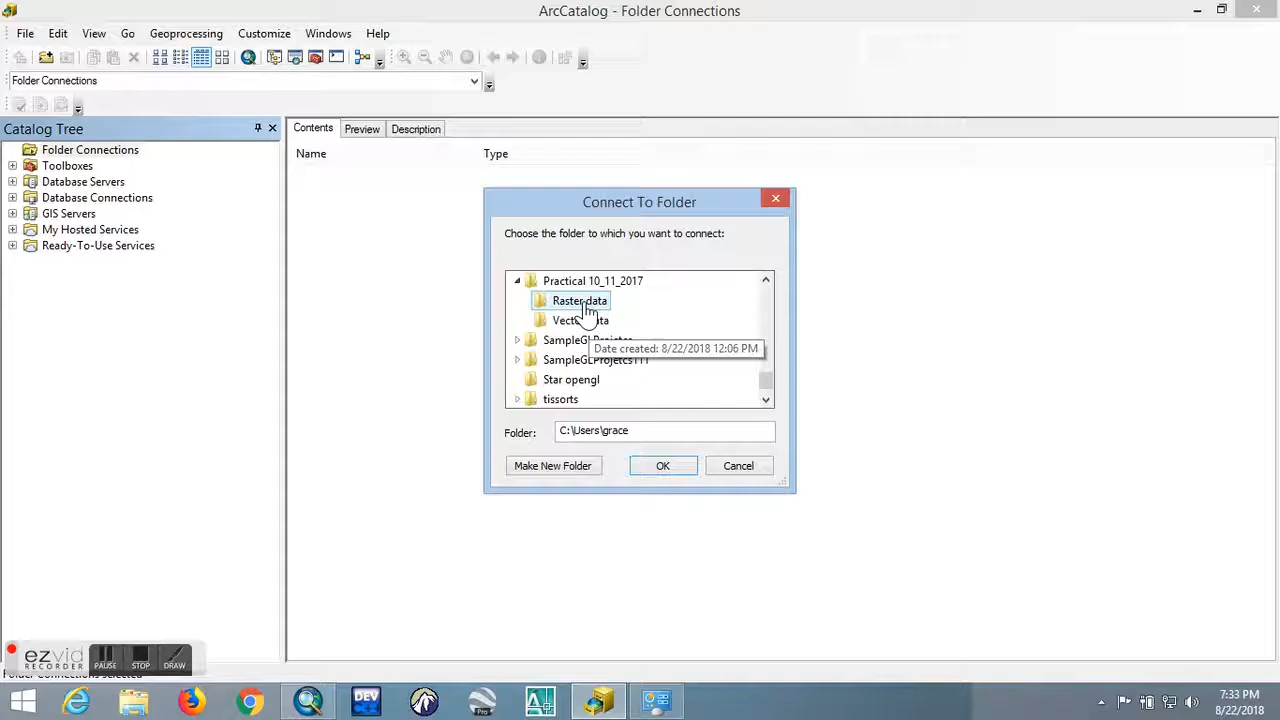 ArcCatalog - Folder Connections
File Edit View Go Geoprocessing Customize Windows Help
Folder Connections
Catalog Tree
Folder Connections
Toolboxes
Database Servers
Database Connections
GIS Servers
My Hosted Services
Ready-To-Use Services
Contents Preview Description
Name Type
Connect To Folder
Choose the folder to which you want to connect:
Practical 10_11_2017
Raster data
SampleGLProjetcs111
Star opengl
tissorts
Date created: 8/22/2018 12:06 PM
Folder: C:\Users\grace
Make New Folder OK Cancel
ezvid
RECORDER
PAUSE STOP DRAW
selected
DEV
Pro
7:33 PM
8/22/2018